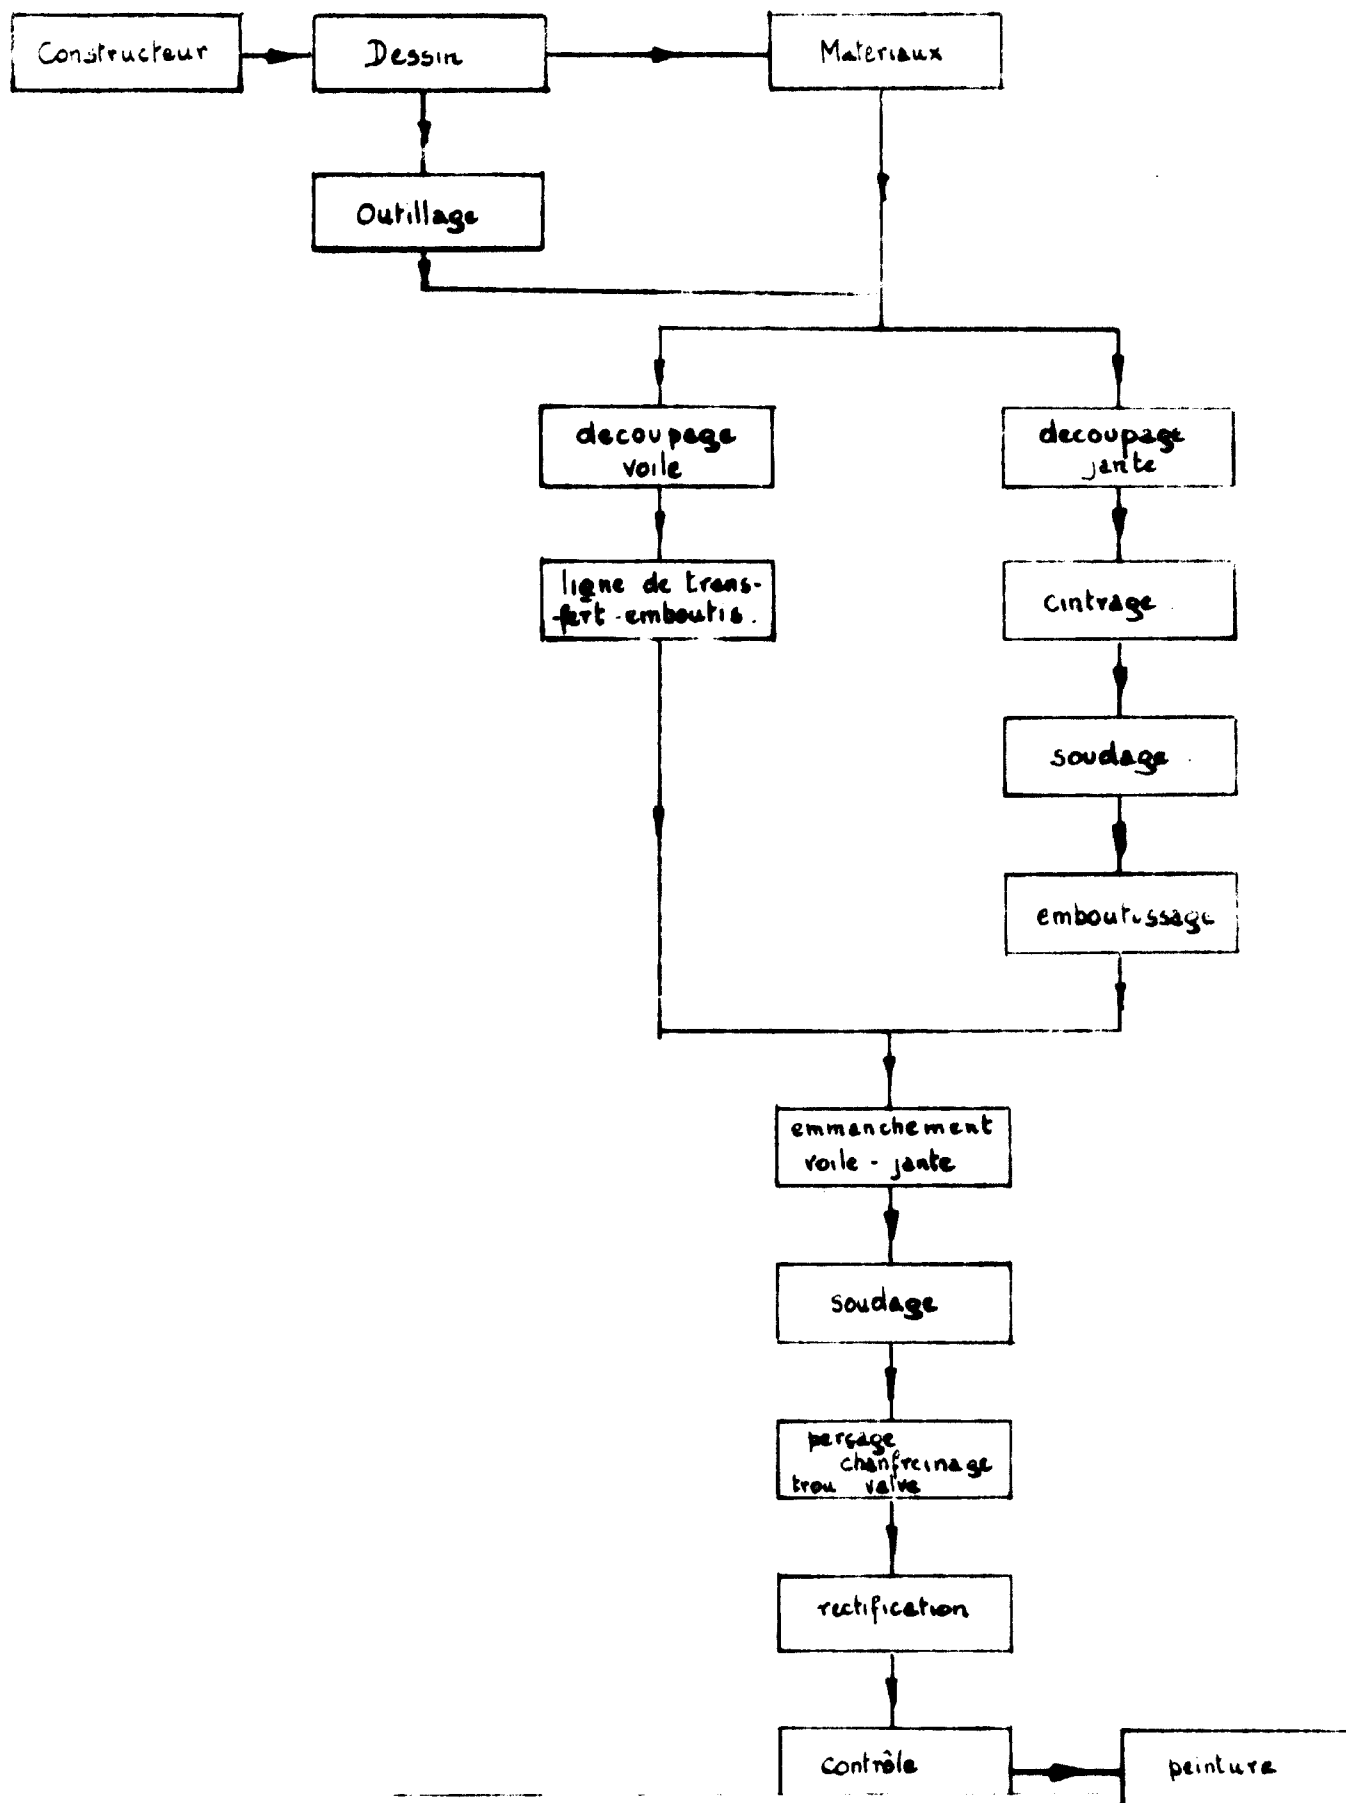 Constructeur
Dessin
Materiaux
Outillage
decoupage
voile
decoupage
jante
ligne de trans-
-fert - emboutis.
cintrage
soudage
emboutissage
emmanchement
voile - jante
soudage
perçage
chanfreinage
trou valve
rectification
contrôle
peinture